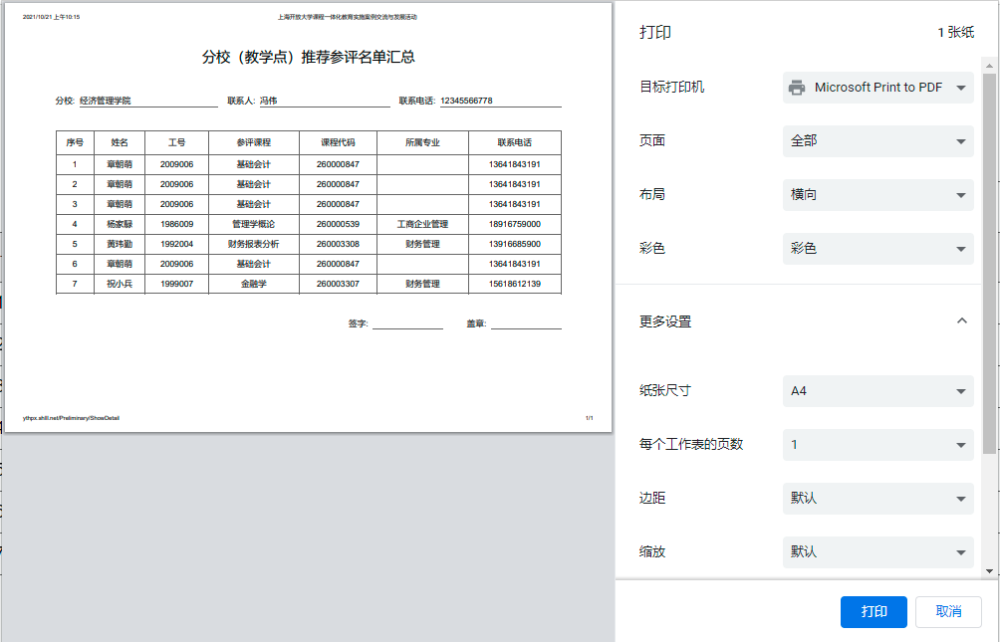 2021/10/21 上午10:15
上海开放大学课程一体化教育实施案例交流与发展活动
分校（教学点）推荐参评名单汇总
分校: 经济管理学院 联系人: 冯伟 联系电话: 12345566778
序号 姓名 工号 参评课程 课程代码 所属专业 联系电话
1 章朝萌 2009006 基础会计 260000847 13641843191
2 章朝萌 2009006 基础会计 260000847 13641843191
3 章朝萌 2009006 基础会计 260000847 13641843191
4 杨家騄 1986009 管理学概论 260000539 工商企业管理 18916759000
5 黄玮勤 1992004 财务报表分析 260003308 财务管理 13916685900
6 章朝萌 2009006 基础会计 260000847 13641843191
7 祝小兵 1999007 金融学 260003307 财务管理 15618612139
签字: 盖章:
ythpx.shlll.net/Preliminary/ShowDetail 1/1
打印 1 张纸
目标打印机 Microsoft Print to PDF
页面 全部
布局 横向
彩色 彩色
更多设置
纸张尺寸 A4
每个工作表的页数 1
边距 默认
缩放 默认
打印 取消